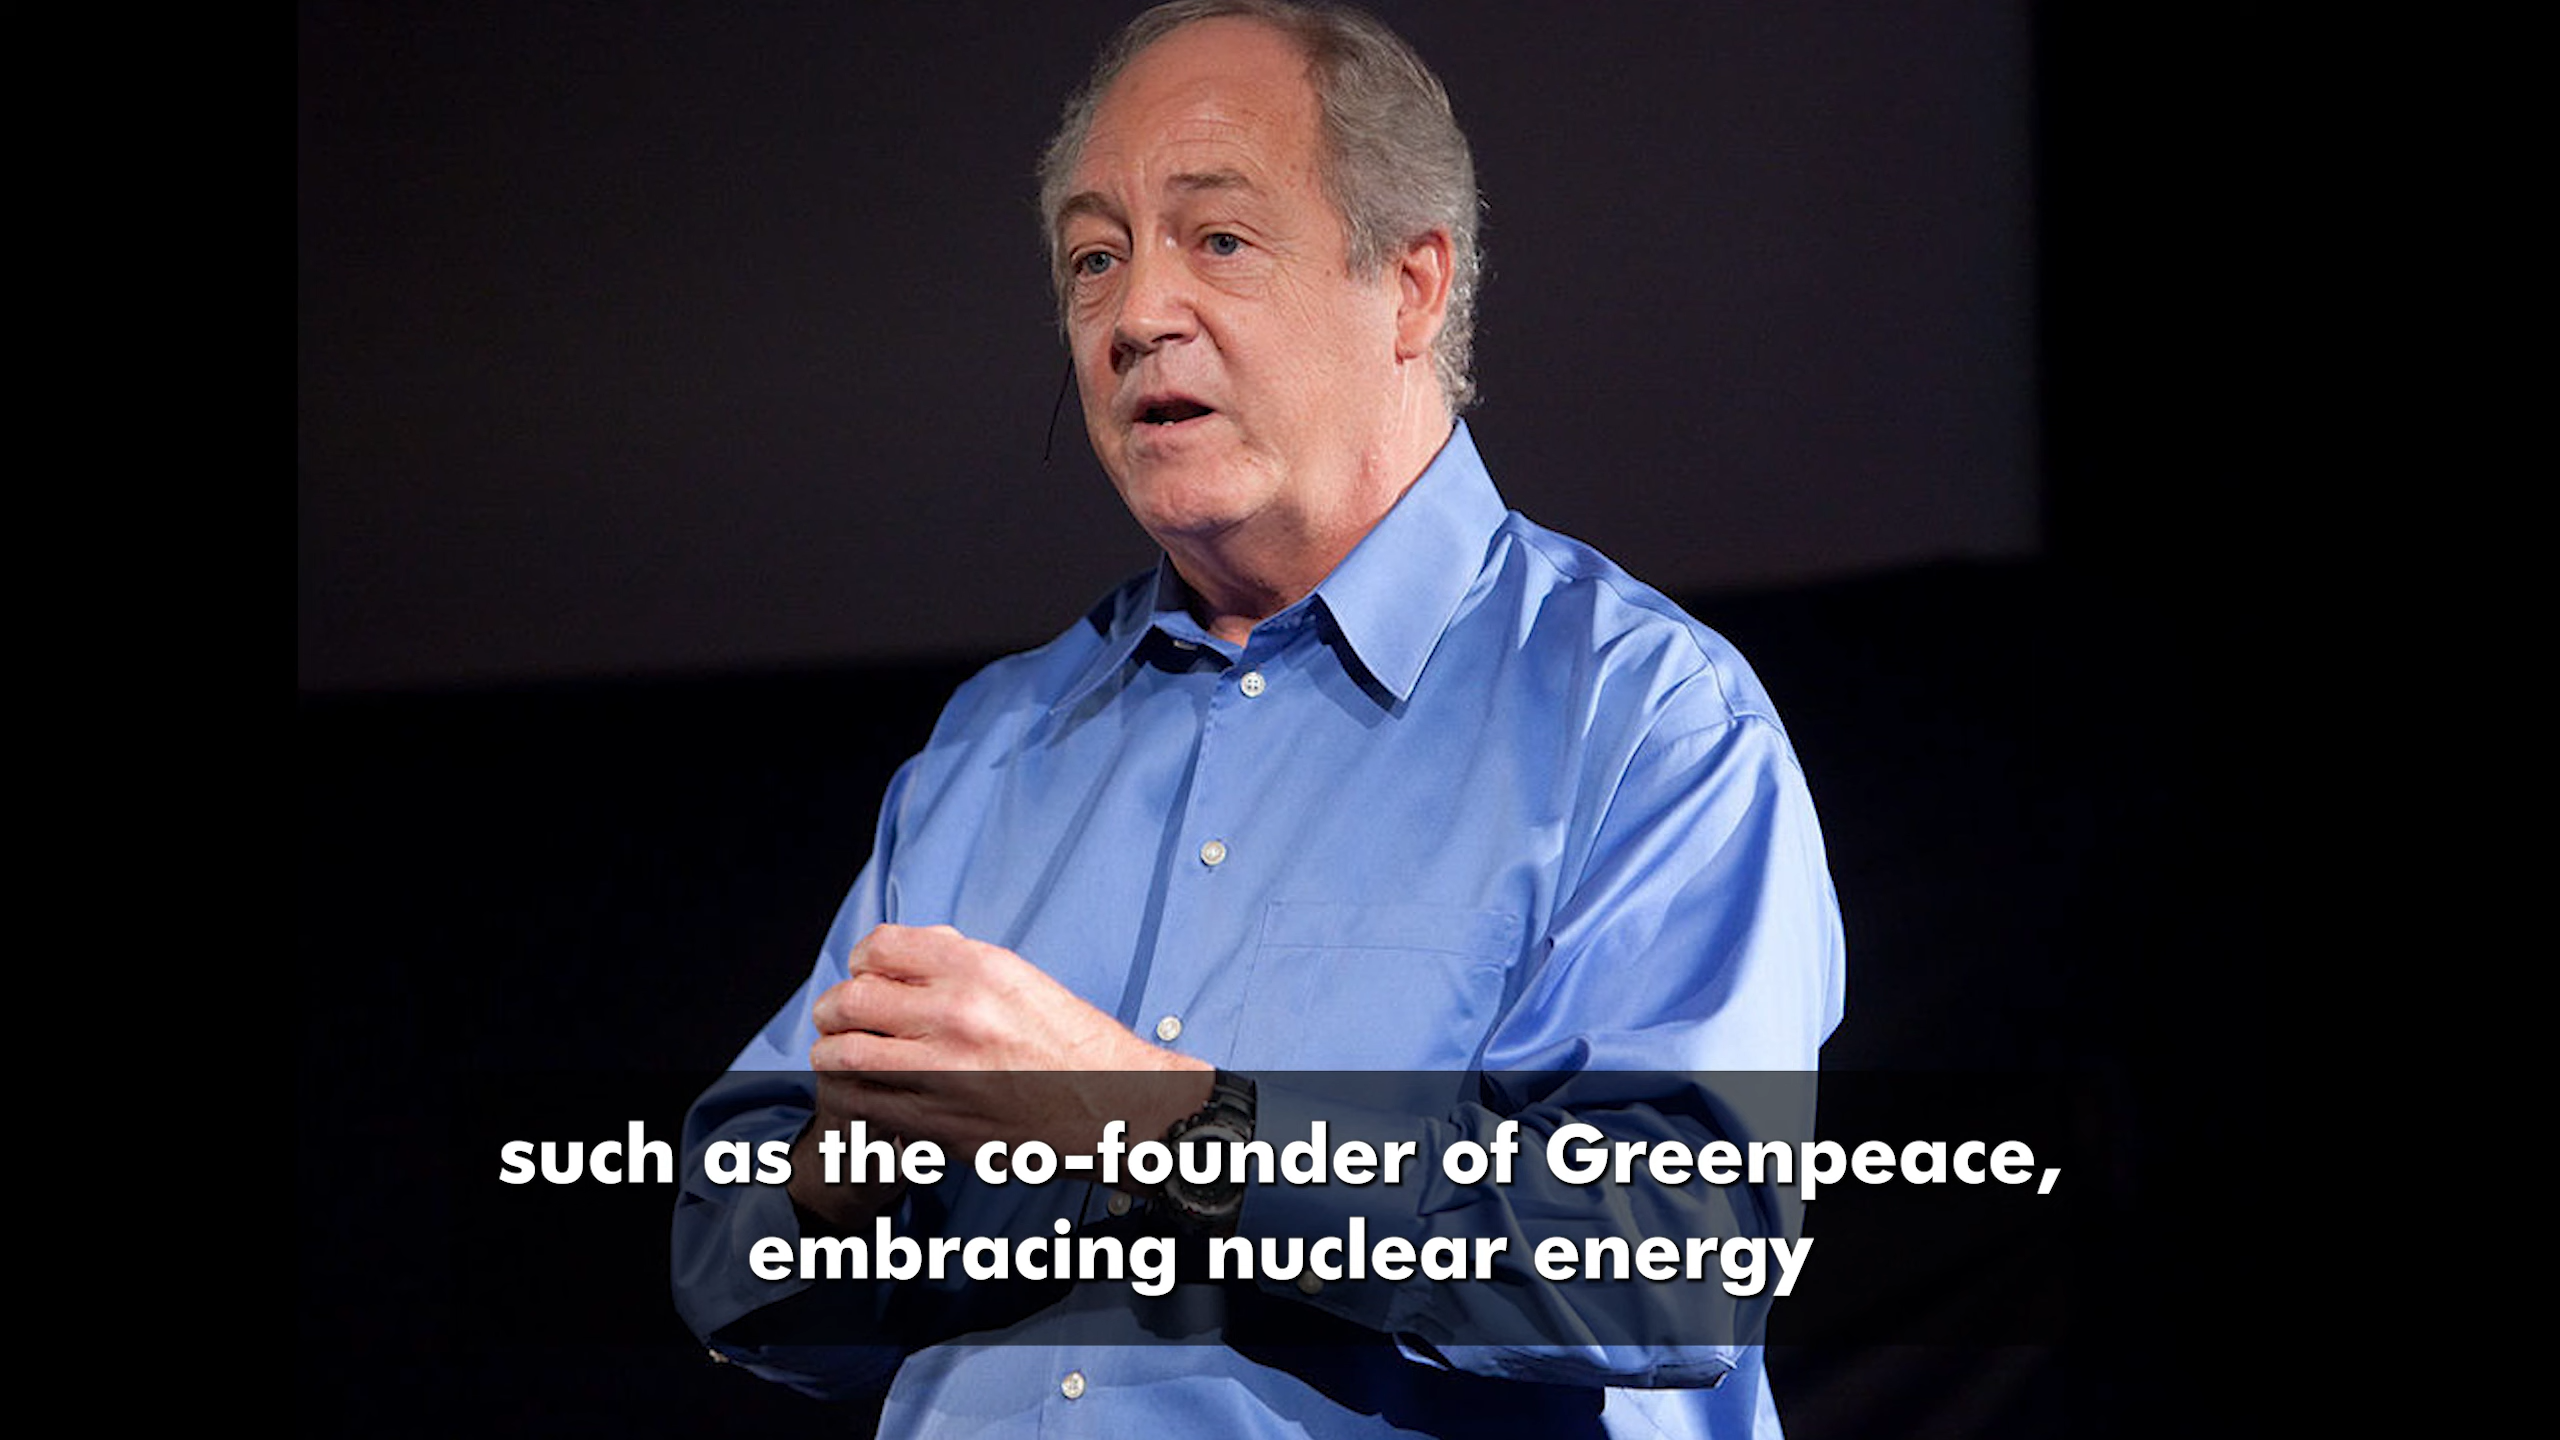 such as the co-founder of Greenpeace,
embracing nuclear energy